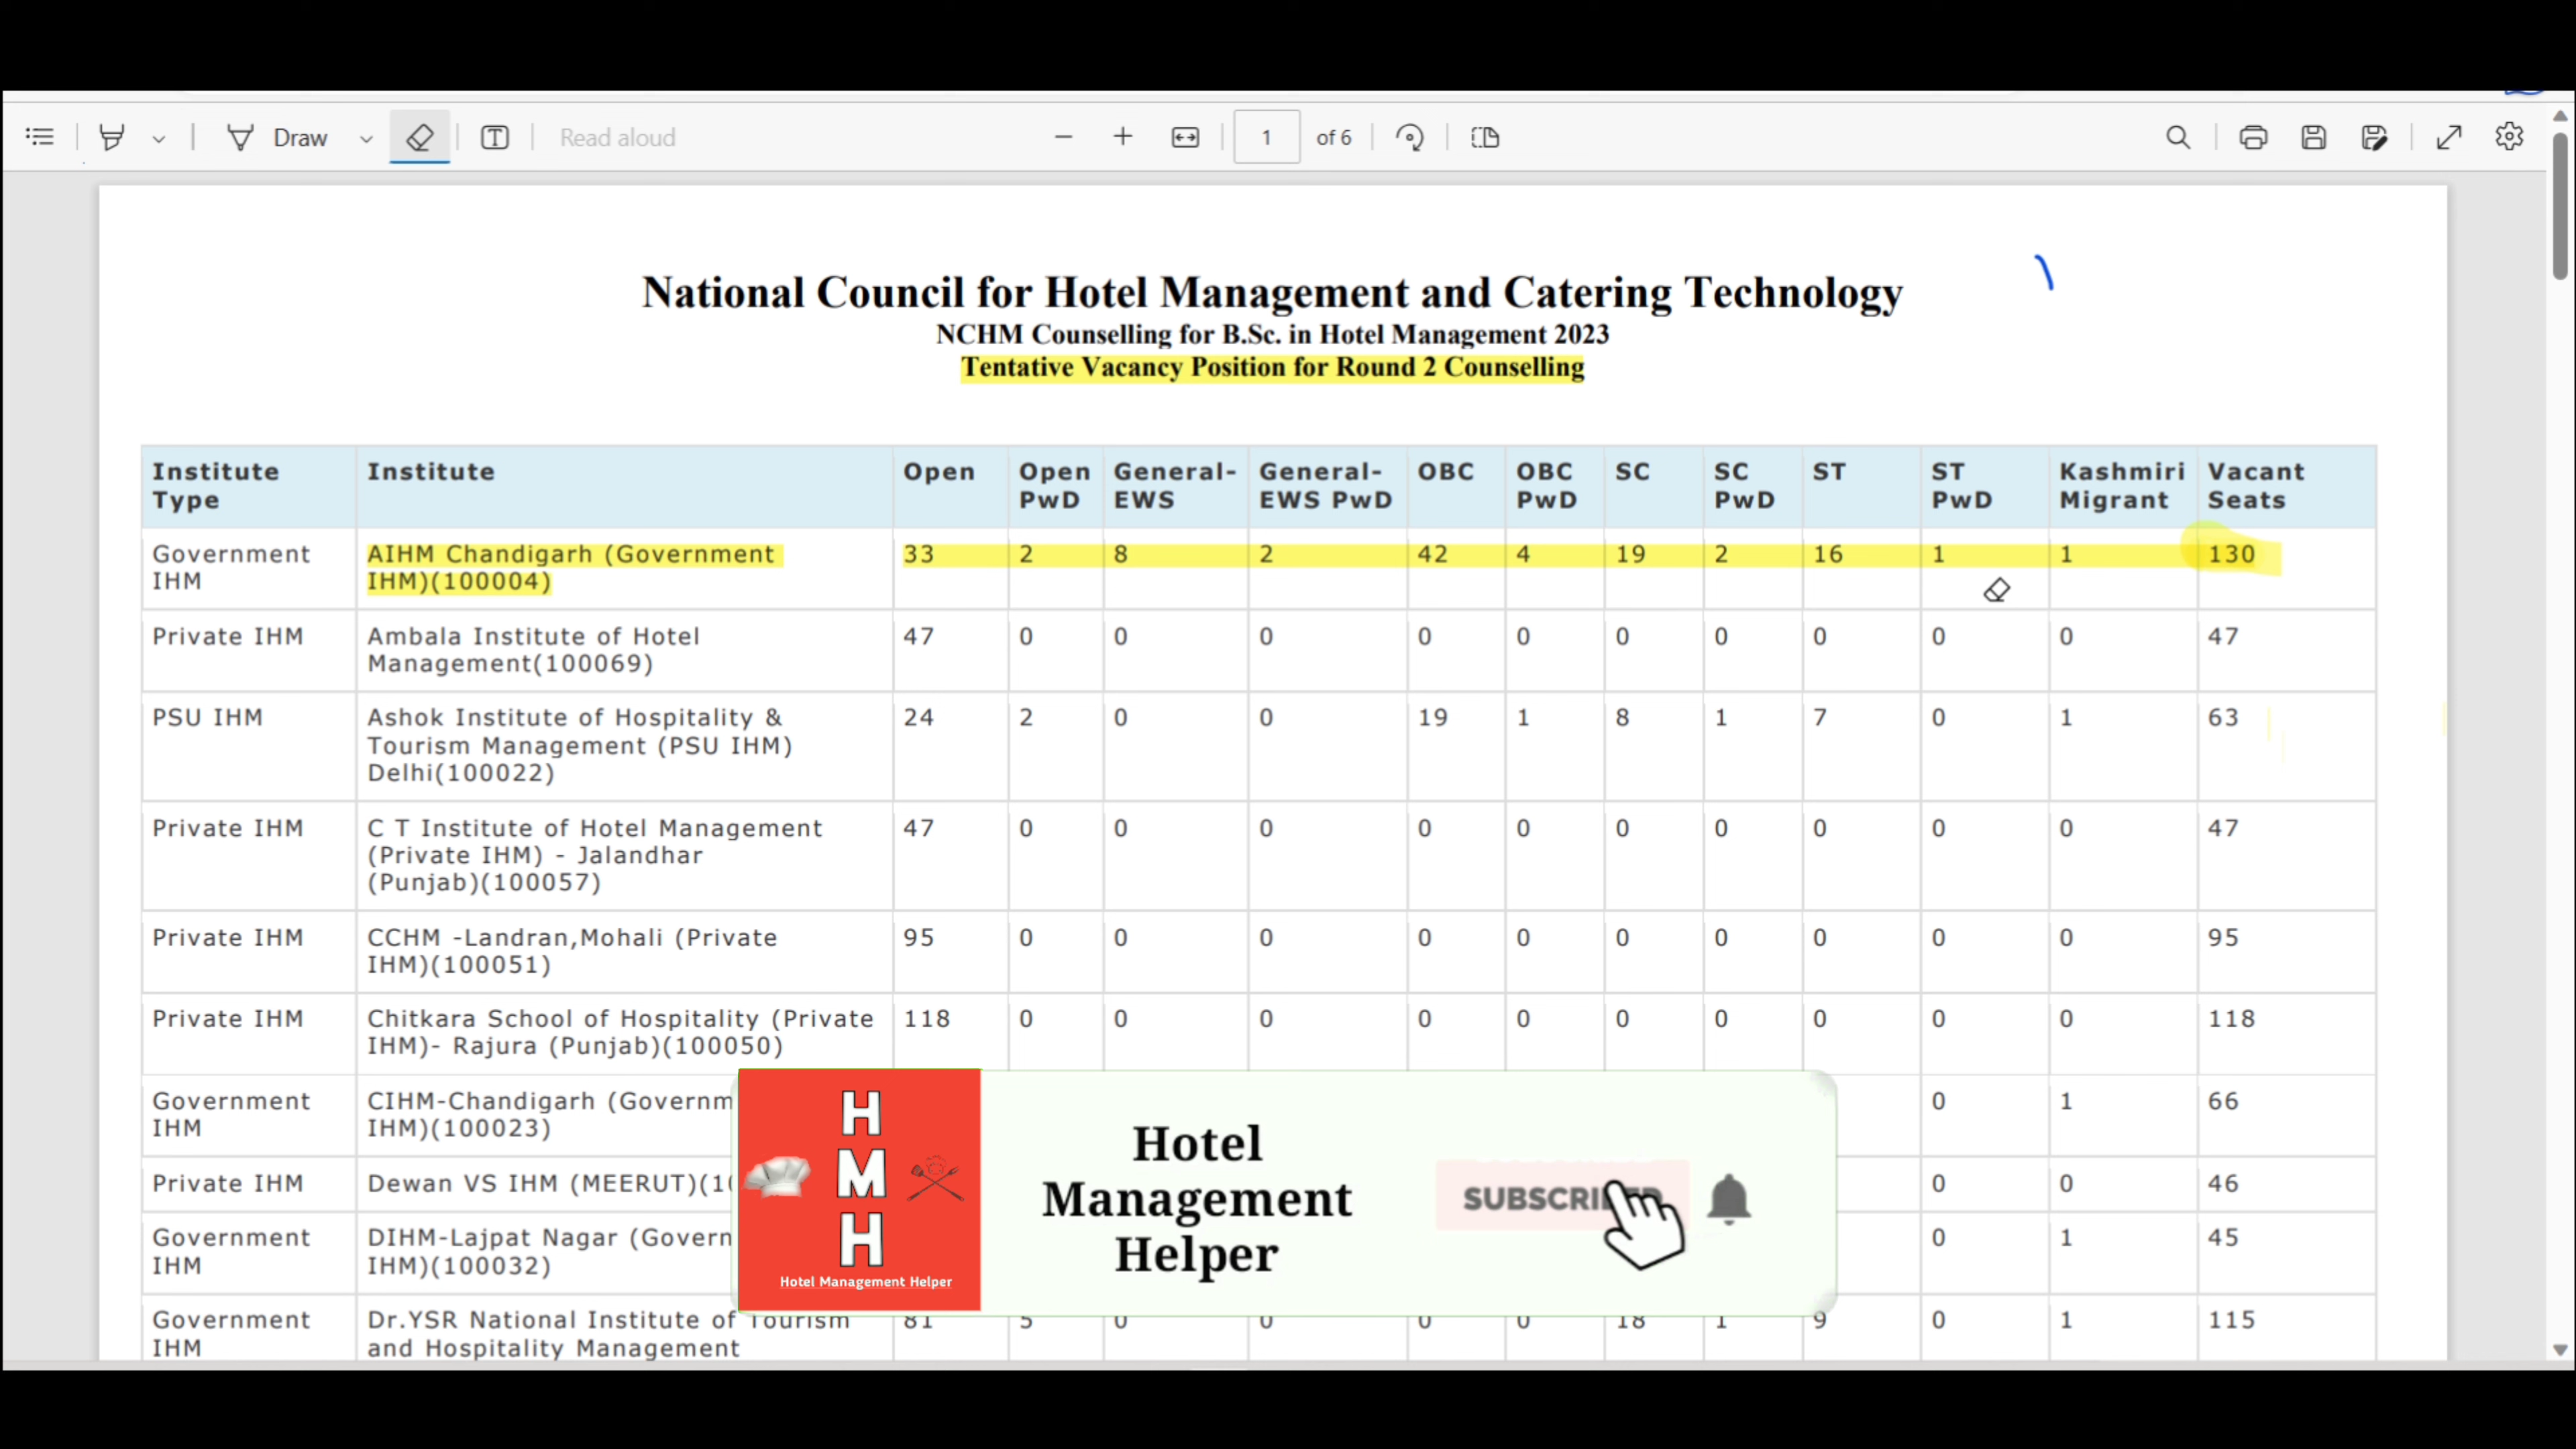 Draw
Read aloud
1 of 6
National Council for Hotel Management and Catering Technology
NCHM Counselling for B.Sc. in Hotel Management 2023
Tentative Vacancy Position for Round 2 Counselling
Institute Type Institute Open Open PwD General-EWS General-EWS PwD OBC OBC PwD SC SC PwD ST ST PwD Kashmiri Migrant Vacant Seats
Government AIHM Chandigarh (Government 33 2 8 2 42 4 19 2 16 1 1 130
IHM IHM)(100004)
Private IHM Ambala Institute of Hotel 47 0 0 0 0 0 0 0 0 0 0 47
Management(100069)
PSU IHM Ashok Institute of Hospitality & 24 2 0 0 19 1 8 1 7 0 1 63
Tourism Management (PSU IHM)
Delhi(100022)
Private IHM C T Institute of Hotel Management 47 0 0 0 0 0 0 0 0 0 0 47
(Private IHM) - Jalandhar
(Punjab)(100057)
Private IHM CCHM -Landran,Mohali (Private 95 0 0 0 0 0 0 0 0 0 0 95
IHM)(100051)
Private IHM Chitkara School of Hospitality (Private 118 0 0 0 0 0 0 0 0 0 0 118
IHM)- Rajura (Punjab)(100050)
Government CIHM-Chandigarh (Governm 0 1 66
IHM IHM)(100023)
Private IHM Dewan VS IHM (MEERUT)(1 0 0 46
Government DIHM-Lajpat Nagar (Govern 0 1 45
IHM IHM)(100032)
Government Dr.YSR National Institute of Tourism 81 5 0 0 0 0 18 1 9 0 1 115
IHM and Hospitality Management
H
M
H
Hotel Management Helper
Hotel
Management
Helper
SUBSCRIBED